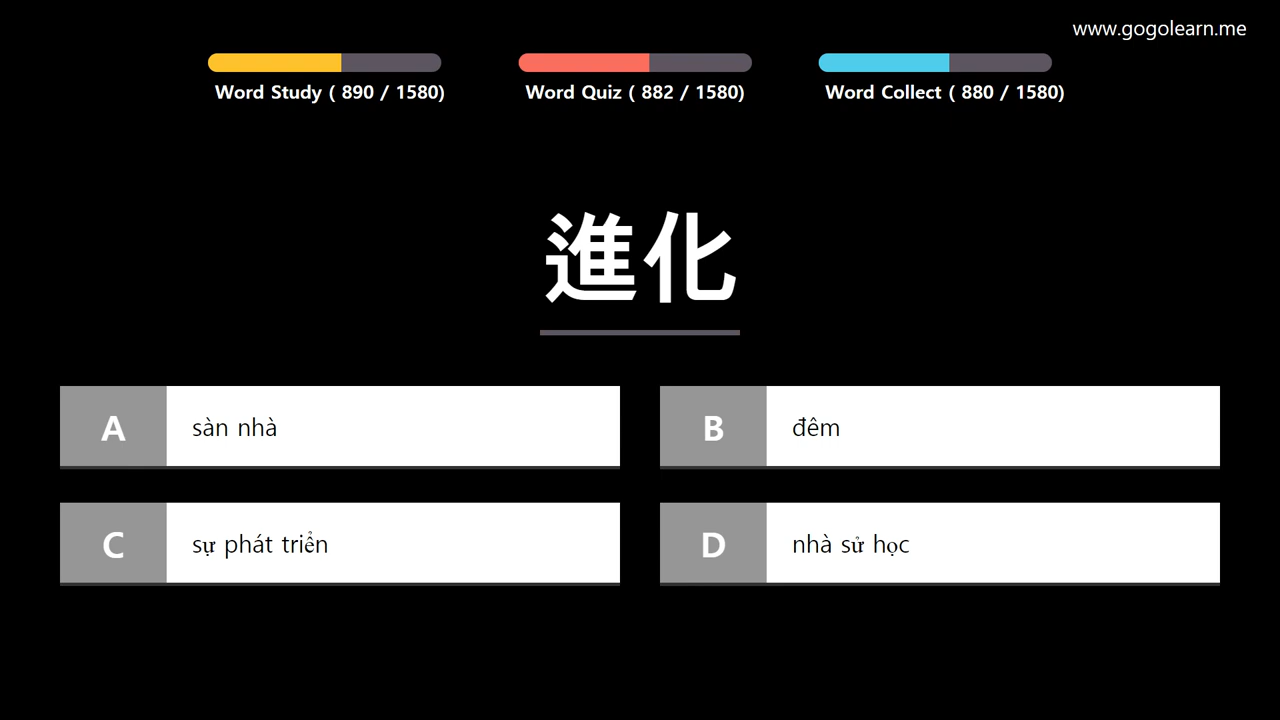 www.gogolearn.me
Word Study ( 890 / 1580)
Word Quiz ( 882 / 1580)
Word Collect ( 880 / 1580)
進化
A
sàn nhà
B
đêm
C
sự phát triển
D
nhà sử học